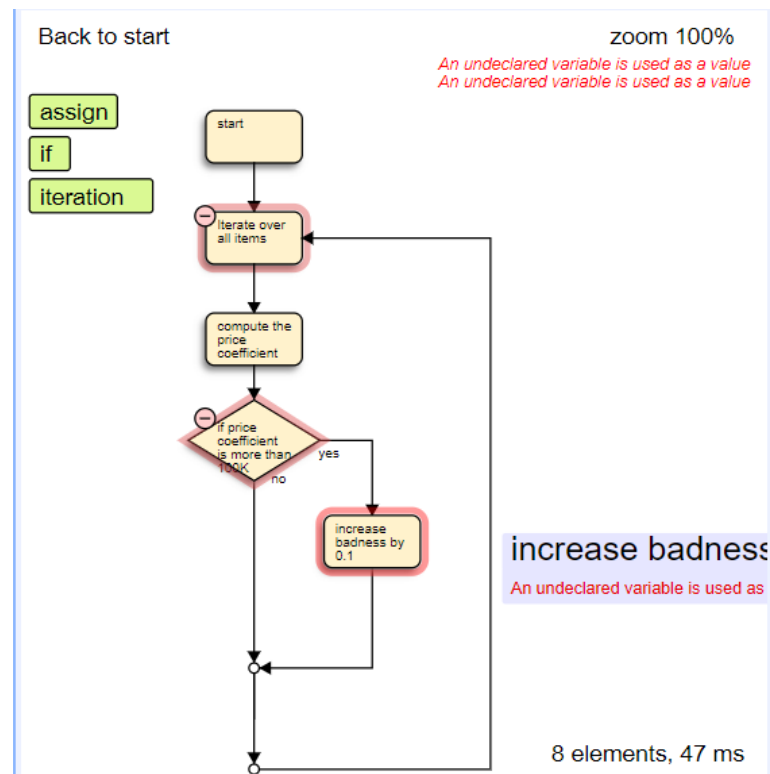 Back to start
zoom 100%
An undeclared variable is used as a value
An undeclared variable is used as a value
assign
if
iteration
start
Iterate over
all items
compute the
price
coefficient
if price
coefficient
is more than
100K
yes
no
increase
badness by
0.1
increase badness
An undeclared variable is used as
8 elements, 47 ms